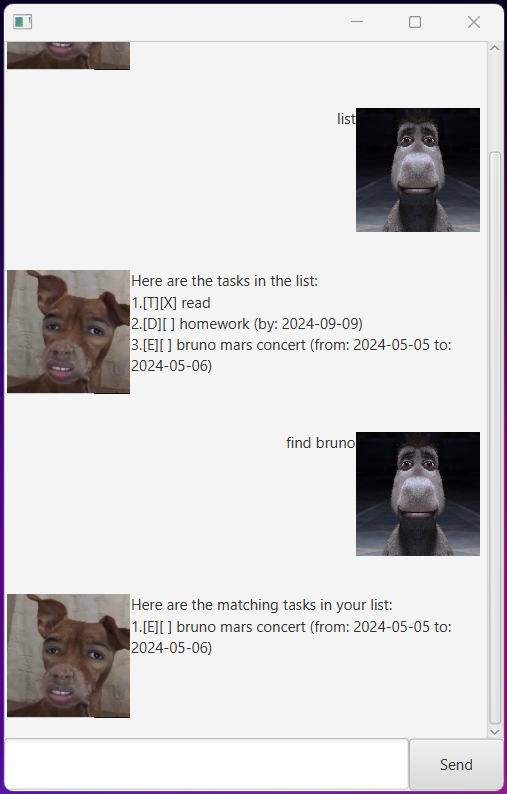 list
Here are the tasks in the list:
1.[T][X] read
2.[D][ ] homework (by: 2024-09-09)
3.[E][ ] bruno mars concert (from: 2024-05-05 to:
2024-05-06)
find bruno
Here are the matching tasks in your list:
1.[E][ ] bruno mars concert (from: 2024-05-05 to:
2024-05-06)
Send